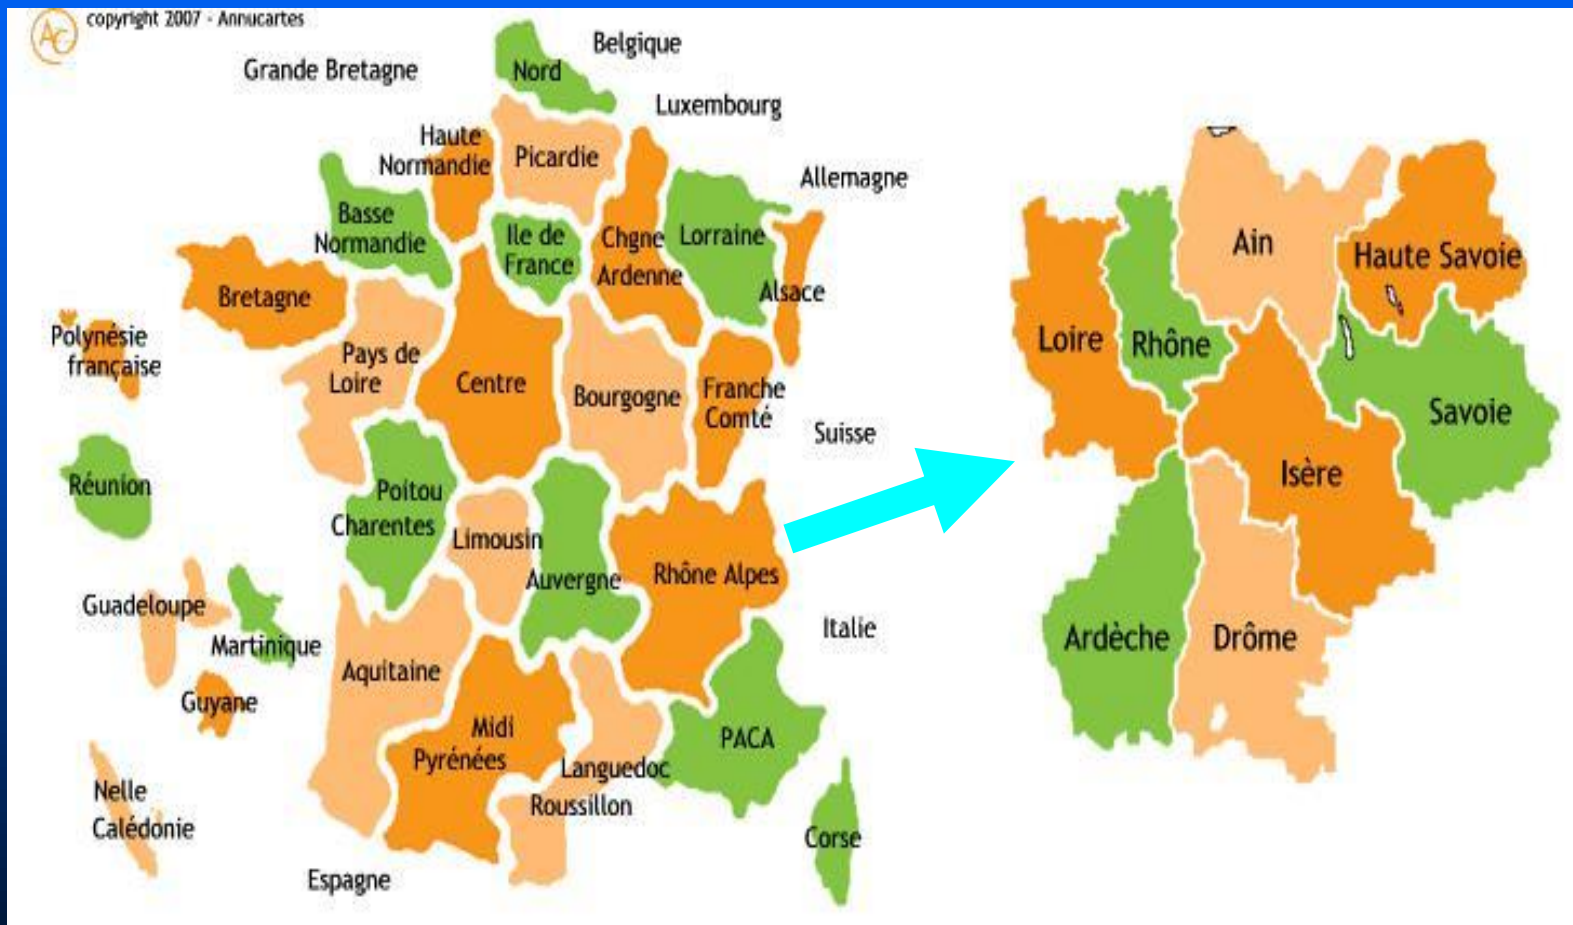 AC
copyright 2007 - Annucartes
Grande Bretagne
Belgique
Nord
Luxembourg
Haute
Normandie
Picardie
Allemagne
Basse
Normandie
Ile de
France
Chgne
Ardenne
Lorraine
Alsace
Bretagne
Polynésie
française
Pays de
Loire
Centre
Bourgogne
Franche
Comté
Suisse
Réunion
Poitou
Charentes
Limousin
Auvergne
Rhône Alpes
Guadeloupe
Martinique
Italie
Aquitaine
Guyane
Midi
Pyrénées
PACA
Languedoc
Roussillon
Nelle
Calédonie
Corse
Espagne
Ain
Haute Savoie
Loire
Rhône
Savoie
Isère
Ardèche
Drôme